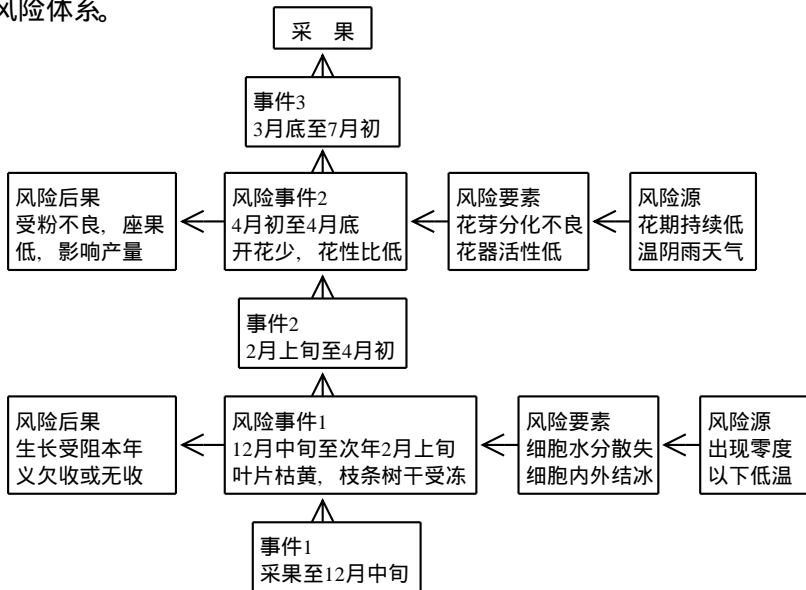 风险体系。
采 果
事件3
3月底至7月初
风险后果
受粉不良，座果
低，影响产量
风险事件2
4月初至4月底
开花少，花性比低
风险要素
花芽分化不良
花器活性低
风险源
花期持续低
温阴雨天气
事件2
2月上旬至4月初
风险后果
生长受阻本年
义欠收或无收
风险事件1
12月中旬至次年2月上旬
叶片枯黄，枝条树干受冻
风险要素
细胞水分散失
细胞内外结冰
风险源
出现零度
以下低温
事件1
采果至12月中旬